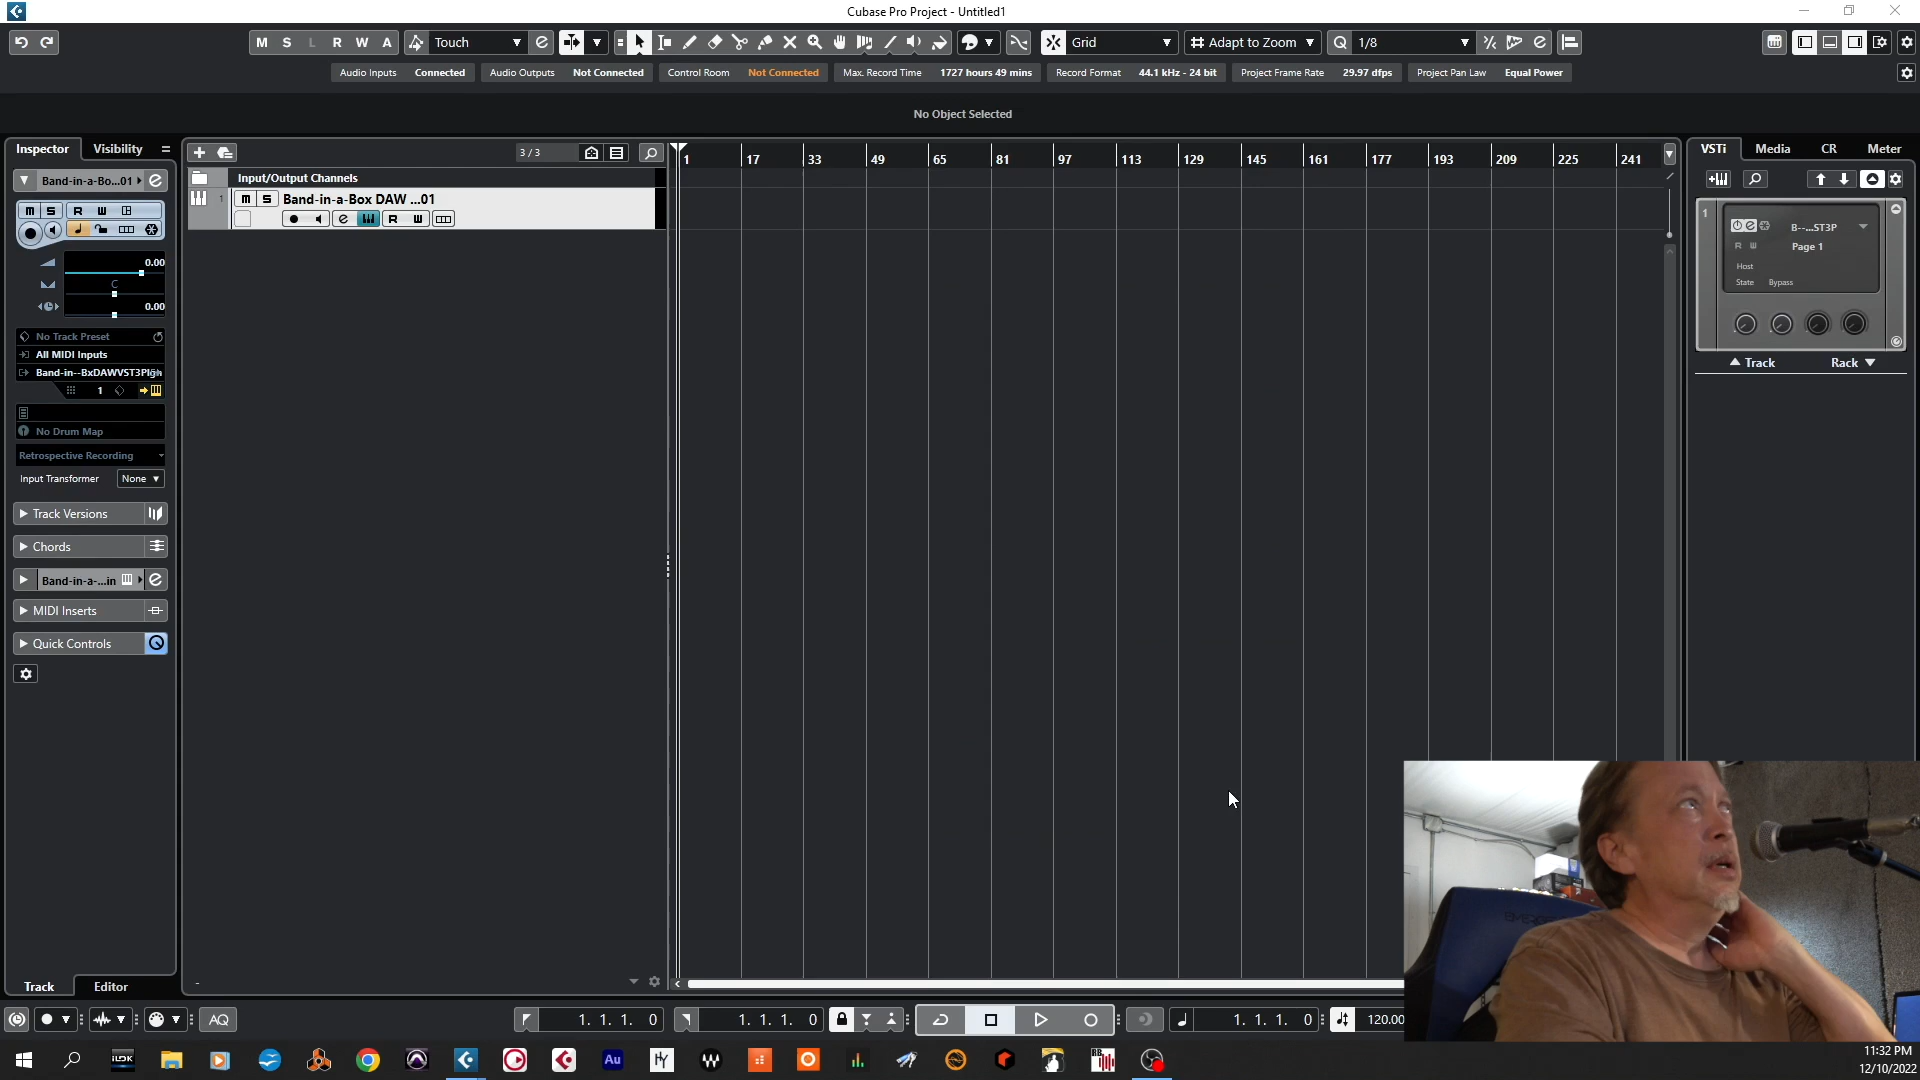 Cubase Pro Project - Untitled1
M S L R W A Touch Grid Adapt to Zoom 1/8
Audio Inputs Connected Audio Outputs Not Connected Control Room Not Connected Max. Record Time 1727 hours 49 mins Record Format 44.1 kHz - 24 bit Project Frame Rate 29.97 dfps Project Pan Law Equal Power
No Object Selected
Inspector Visibility
3 / 3
1 17 33 49 65 81 97 113 129 145 161 177 193 209 225 241
VSTi Media CR Meter
Band-in-a-Bo...01
Input/Output Channels
1 m S Band-in-a-Box DAW ...01
R W
m S R W
0.00
C
0.00
No Track Preset
All MIDI Inputs
Band-in--BxDAWVST3Plgn
1
No Drum Map
Retrospective Recording
Input Transformer None
Track Versions
Chords
Band-in-a-...in
MIDI Inserts
Quick Controls
1
B--...ST3P
R W Page 1
Host
State Bypass
Track Rack
Track Editor
AQ 1. 1. 1. 0 1. 1. 1. 0 1. 1. 1. 0 120.00
Au
11:32 PM
12/10/2022